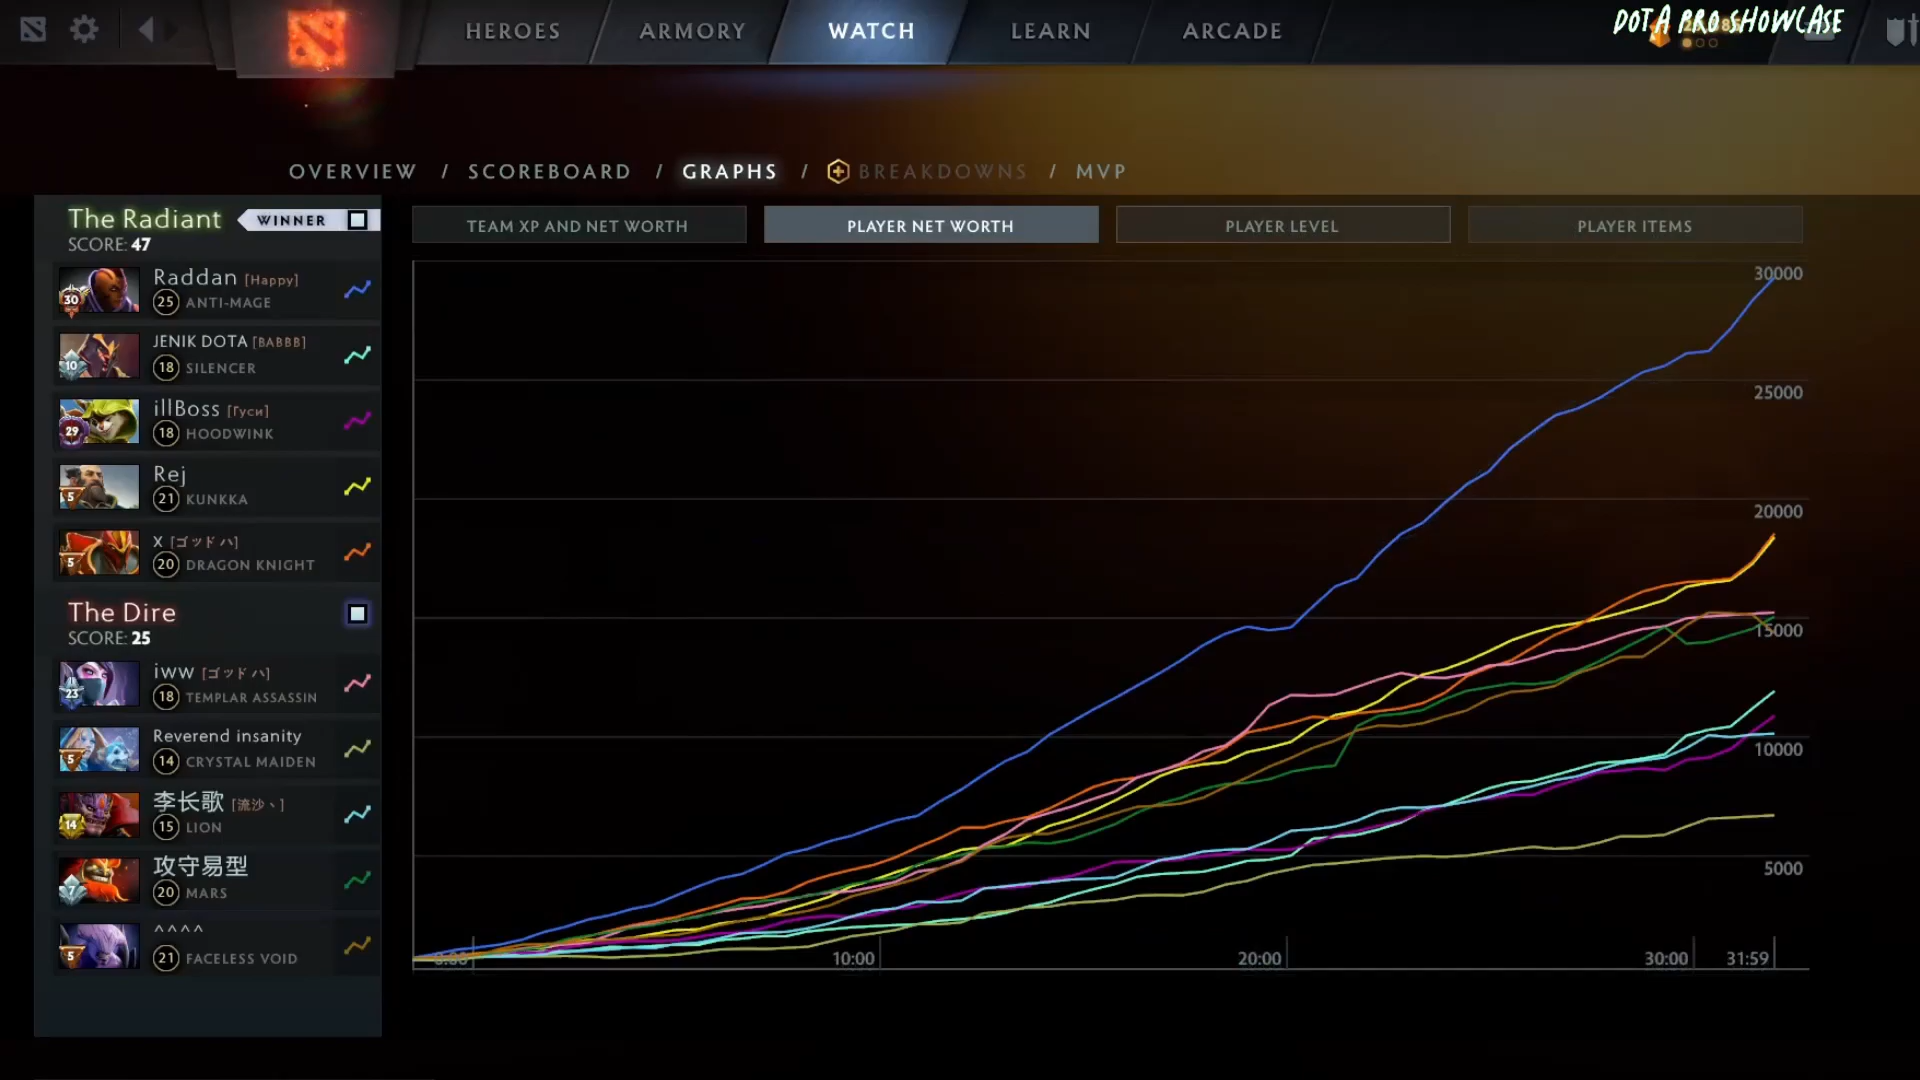 HEROES
ARMORY
WATCH
LEARN
ARCADE
DOTA PRO SHOWCASE
OVERVIEW / SCOREBOARD / GRAPHS / BREAKDOWNS / MVP
The Radiant
WINNER
SCORE: 47
30
Raddan [Happy]
25 ANTI-MAGE
10
JENIK DOTA [BABBB]
18 SILENCER
29
illBoss [Гуси]
18 HOODWINK
5
Rej
21 KUNKKA
5
X [ゴッド ハ]
20 DRAGON KNIGHT
The Dire
SCORE: 25
23
iww [ゴッド ハ]
18 TEMPLAR ASSASSIN
5
Reverend insanity
14 CRYSTAL MAIDEN
14
李长歌 [流沙丶]
15 LION
7
攻守易型
20 MARS
5
^^^^
21 FACELESS VOID
TEAM XP AND NET WORTH
PLAYER NET WORTH
PLAYER LEVEL
PLAYER ITEMS
30000
25000
20000
15000
10000
5000
0:00
10:00
20:00
30:00
31:59